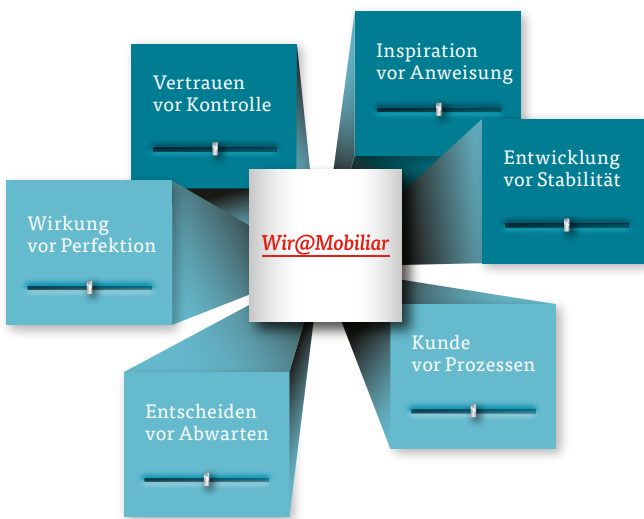 Inspiration
vor Anweisung
Vertrauen
vor Kontrolle
Entwicklung
vor Stabilität
Wirkung
vor Perfektion
Wir@Mobiliar
Kunde
vor Prozessen
Entscheiden
vor Abwarten